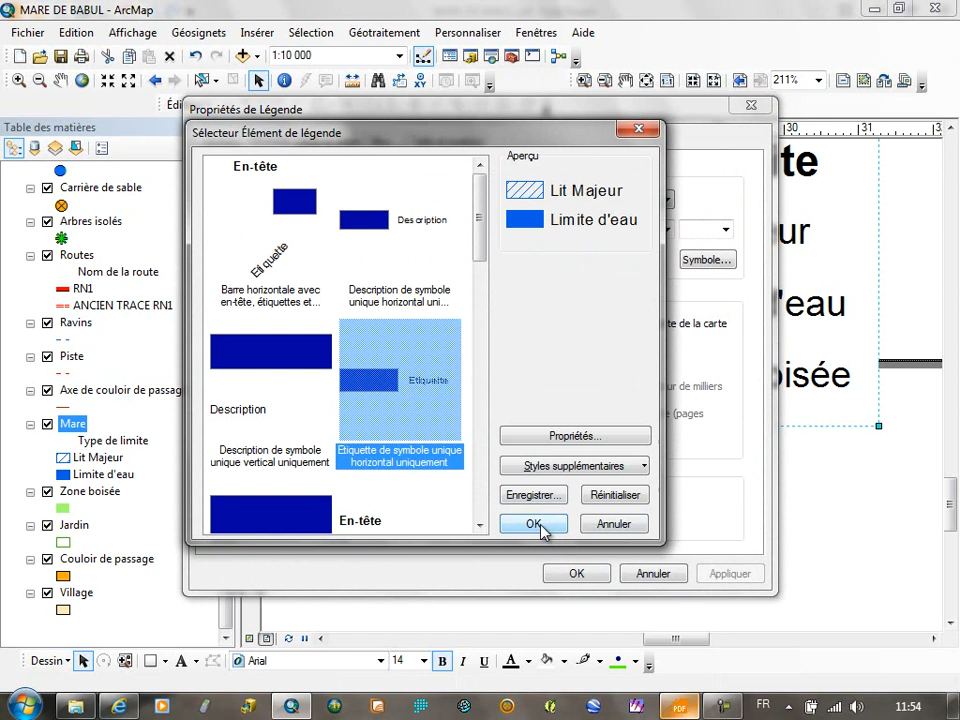 MARE DE BABUL - ArcMap
Fichier Edition Affichage Géosignets Insérer Sélection Géotraitement Personnaliser Fenêtres Aide
1:10 000
211%
Édi
Table des matières
Carrière de sable
Arbres isolés
Routes
Nom de la route
RN1
ANCIEN TRACE RN1
Ravins
Piste
Axe de couloir de passag
Mare
Type de limite
Lit Majeur
Limite d'eau
Zone boisée
Jardin
Couloir de passage
Village
Propriétés de Légende
Sélecteur Élément de légende
En-tête
Etiquette
Description
Barre horizontale avec
en-tête, étiquettes et...
Description de symbole
unique horizontal uni...
Description
Etiquette
Description de symbole
unique vertical uniquement
Etiquette de symbole unique
horizontal uniquement
En-tête
Aperçu
Lit Majeur
Limite d'eau
Propriétés...
Styles supplémentaires
Enregistrer... Réinitialiser
OK Annuler
Symbole...
te de la carte
ur de milliers
(pages
OK Annuler Appliquer
30 31 3
te
ur
'eau
oisée
Dessin Arial 14 B I U A
PDF
FR 11:54